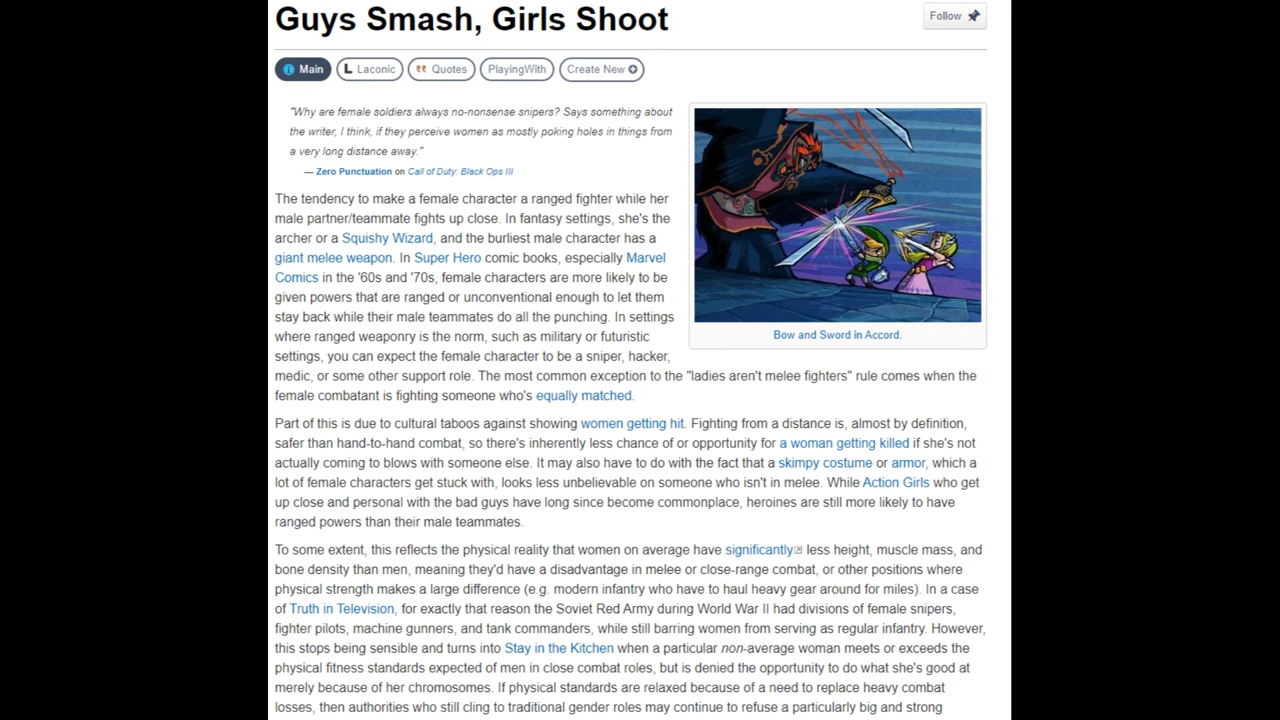 Guys Smash, Girls Shoot
Follow
Main
Laconic
Quotes
PlayingWith
Create New
"Why are female soldiers always no-nonsense snipers? Says something about
the writer, I think, if they perceive women as mostly poking holes in things from
a very long distance away."
— Zero Punctuation on Call of Duty: Black Ops III
The tendency to make a female character a ranged fighter while her
male partner/teammate fights up close. In fantasy settings, she's the
archer or a Squishy Wizard, and the burliest male character has a
giant melee weapon. In Super Hero comic books, especially Marvel
Comics in the '60s and '70s, female characters are more likely to be
given powers that are ranged or unconventional enough to let them
stay back while their male teammates do all the punching. In settings
where ranged weaponry is the norm, such as military or futuristic
settings, you can expect the female character to be a sniper, hacker,
medic, or some other support role. The most common exception to the "ladies aren't melee fighters" rule comes when the
female combatant is fighting someone who's equally matched.
Bow and Sword in Accord.
Part of this is due to cultural taboos against showing women getting hit. Fighting from a distance is, almost by definition,
safer than hand-to-hand combat, so there's inherently less chance of or opportunity for a woman getting killed if she's not
actually coming to blows with someone else. It may also have to do with the fact that a skimpy costume or armor, which a
lot of female characters get stuck with, looks less unbelievable on someone who isn't in melee. While Action Girls who get
up close and personal with the bad guys have long since become commonplace, heroines are still more likely to have
ranged powers than their male teammates.
To some extent, this reflects the physical reality that women on average have significantly less height, muscle mass, and
bone density than men, meaning they'd have a disadvantage in melee or close-range combat, or other positions where
physical strength makes a large difference (e.g. modern infantry who have to haul heavy gear around for miles). In a case
of Truth in Television, for exactly that reason the Soviet Red Army during World War II had divisions of female snipers,
fighter pilots, machine gunners, and tank commanders, while still barring women from serving as regular infantry. However,
this stops being sensible and turns into Stay in the Kitchen when a particular non-average woman meets or exceeds the
physical fitness standards expected of men in close combat roles, but is denied the opportunity to do what she's good at
merely because of her chromosomes. If physical standards are relaxed because of a need to replace heavy combat
losses, then authorities who still cling to traditional gender roles may continue to refuse a particularly big and strong